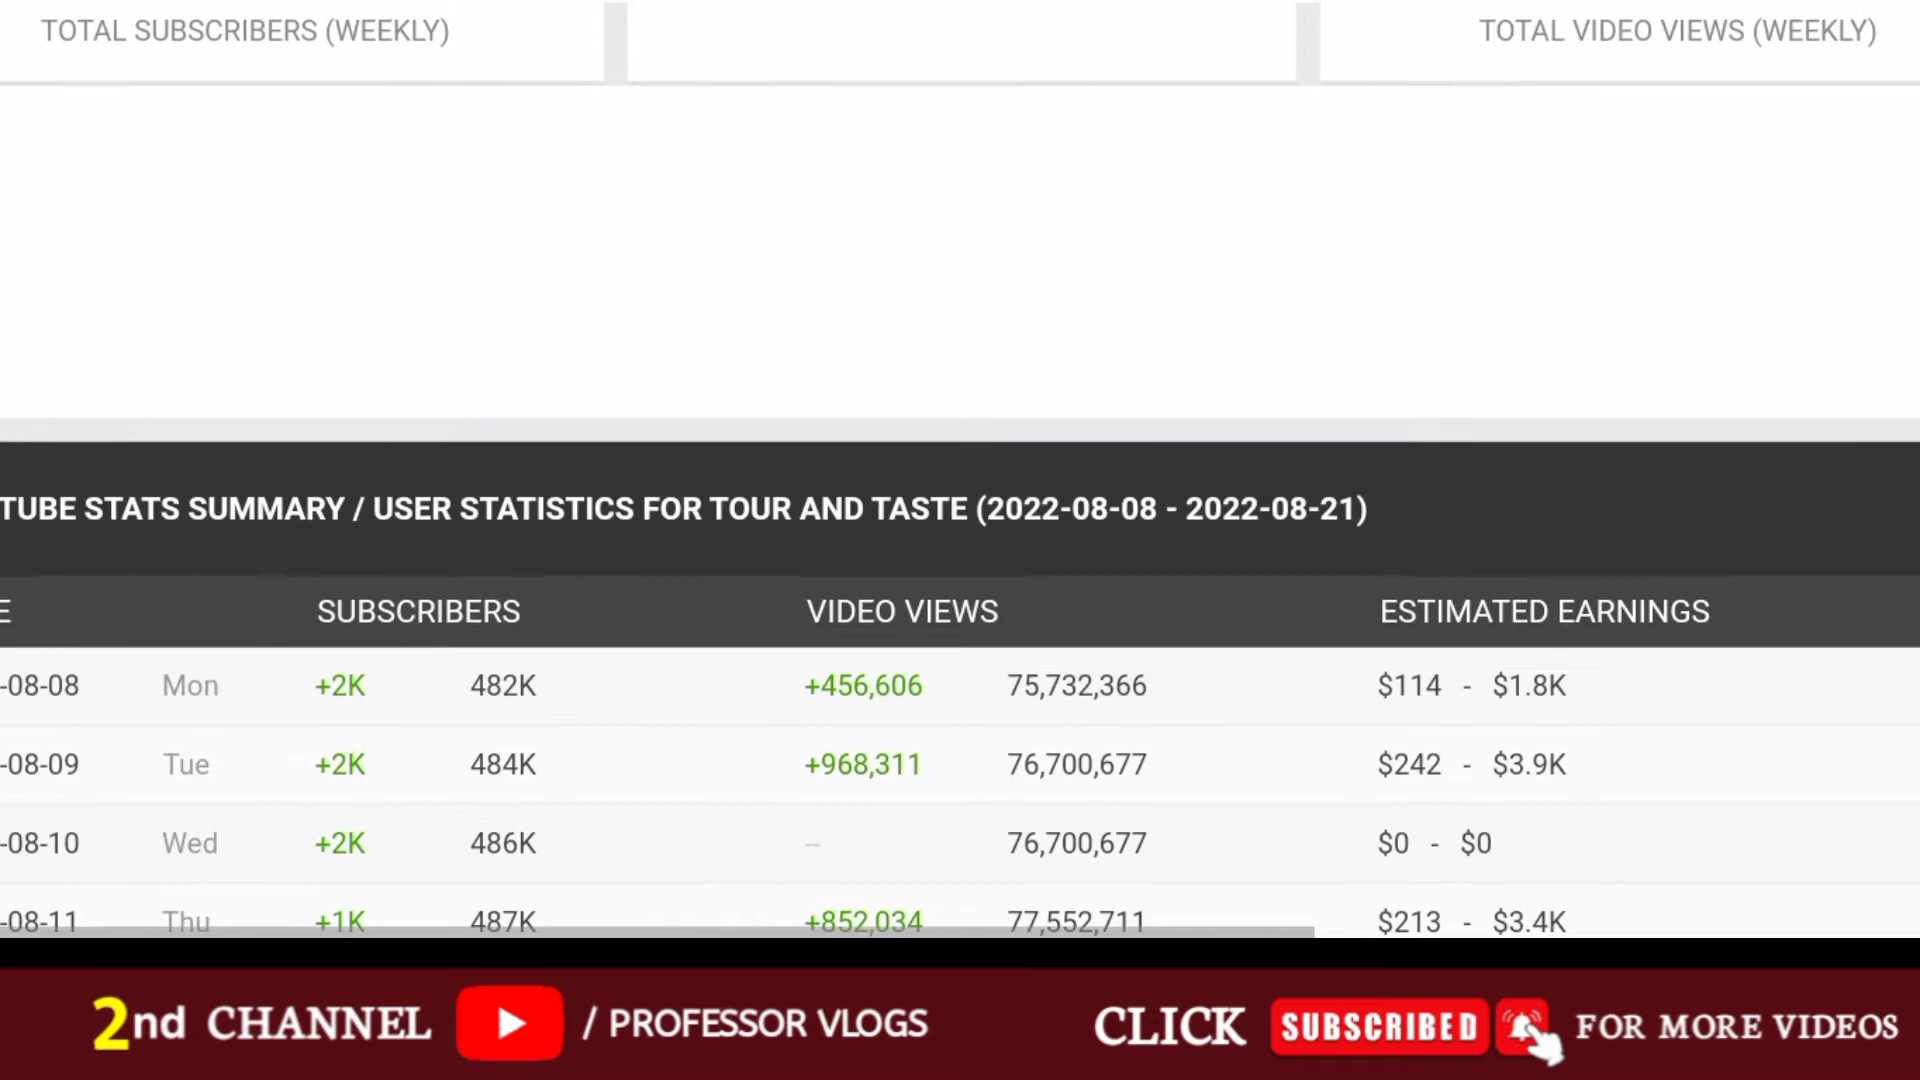 TOTAL SUBSCRIBERS (WEEKLY) TOTAL VIDEO VIEWS (WEEKLY)
TUBE STATS SUMMARY / USER STATISTICS FOR TOUR AND TASTE (2022-08-08 - 2022-08-21)
E SUBSCRIBERS VIDEO VIEWS ESTIMATED EARNINGS
-08-08 Mon +2K 482K +456,606 75,732,366 $114 - $1.8K
-08-09 Tue +2K 484K +968,311 76,700,677 $242 - $3.9K
-08-10 Wed +2K 486K -- 76,700,677 $0 - $0
-08-11 Thu +1K 487K +852,034 77,552,711 $213 - $3.4K
2nd CHANNEL / PROFESSOR VLOGS CLICK SUBSCRIBED FOR MORE VIDEOS